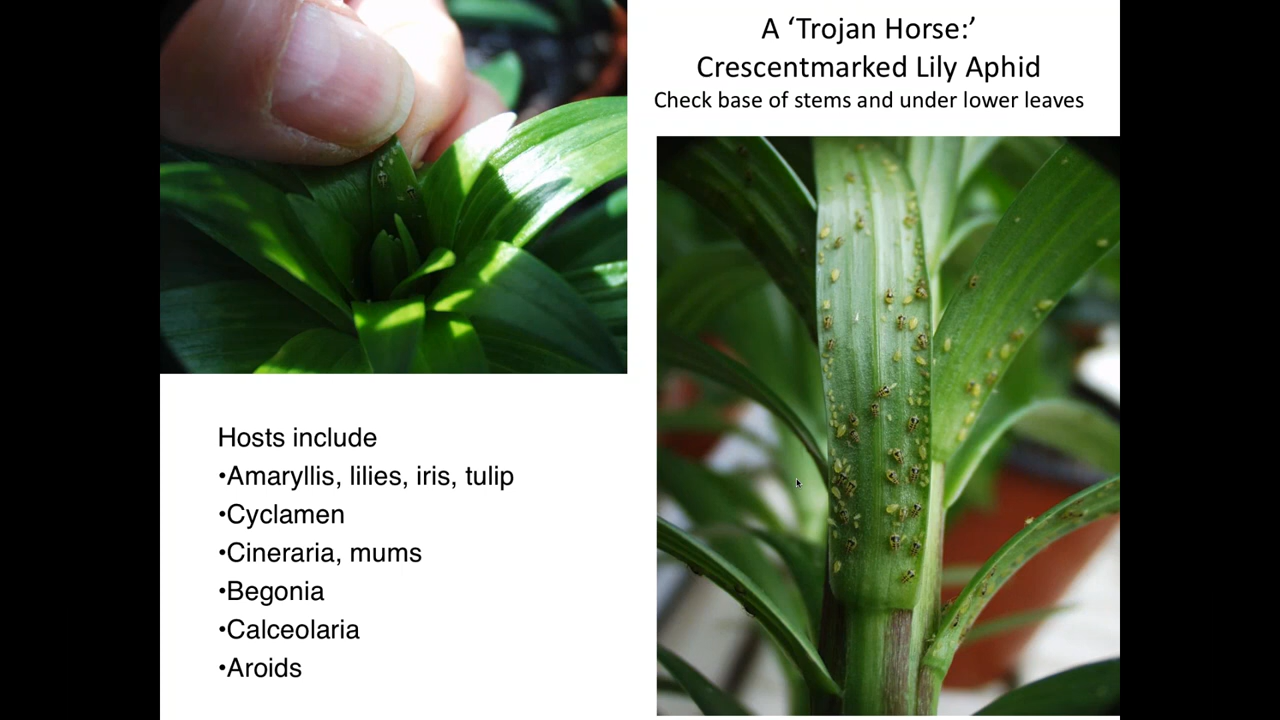 A ‘Trojan Horse:’
Crescentmarked Lily Aphid
Check base of stems and under lower leaves
Hosts include
•Amaryllis, lilies, iris, tulip
•Cyclamen
•Cineraria, mums
•Begonia
•Calceolaria
•Aroids